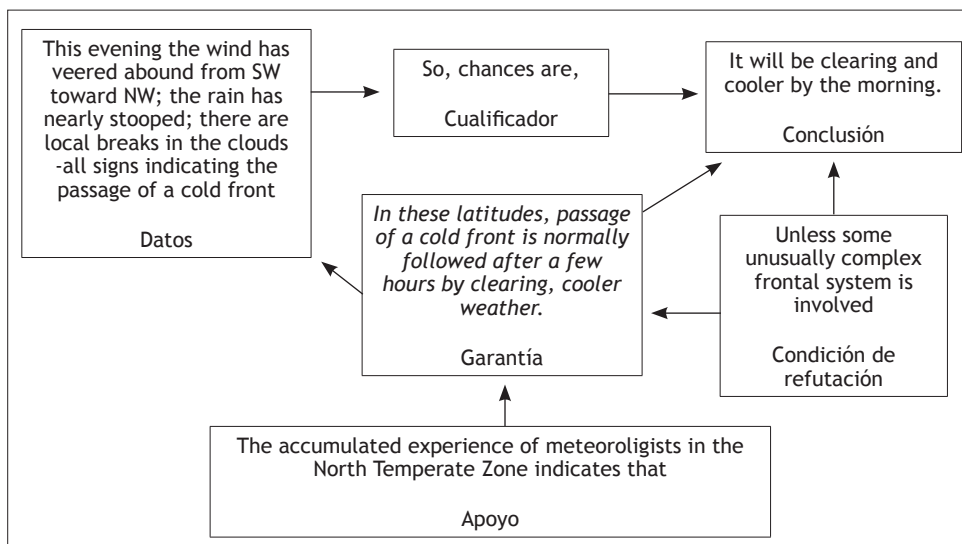 This evening the wind has
veered abound from SW
toward NW; the rain has
nearly stooped; there are
local breaks in the clouds
-all signs indicating the
passage of a cold front
Datos
So, chances are,
Cualificador
It will be clearing and
cooler by the morning.
Conclusión
In these latitudes, passage
of a cold front is normally
followed after a few
hours by clearing, cooler
weather.
Garantía
Unless some
unusually complex
frontal system is
involved
Condición de
refutación
The accumulated experience of meteoroligists in the
North Temperate Zone indicates that
Apoyo